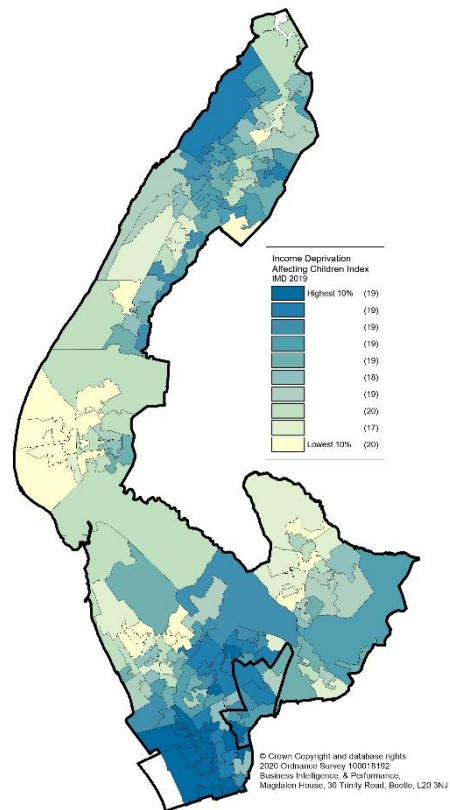 Income Deprivation
Affecting Children Index
IMD 2019
Highest 10% (19)
(19)
(19)
(19)
(19)
(18)
(19)
(20)
(17)
Lowest 10% (20)
© Crown Copyright and database rights
2020 Ordnance Survey 100018192
Business Intelligence, & Performance,
Magdalen House, 30 Trinity Road, Bootle, L20 3NJ